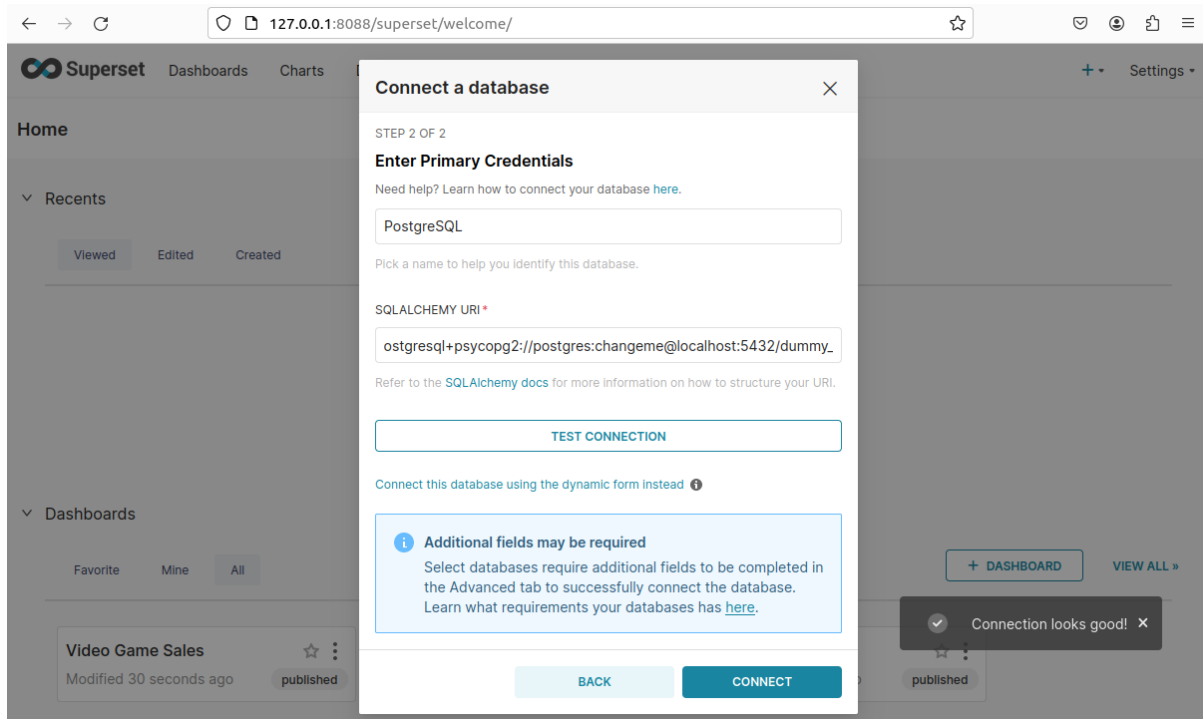 127.0.0.1:8088/superset/welcome/
Superset Dashboards Charts
Settings
Home
Recents
Viewed Edited Created
Connect a database
STEP 2 OF 2
Enter Primary Credentials
Need help? Learn how to connect your database here.
PostgreSQL
Pick a name to help you identify this database.
SQLALCHEMY URI*
ostgresql+psycopg2://postgres:changeme@localhost:5432/dummy_
Refer to the SQLAlchemy docs for more information on how to structure your URI.
TEST CONNECTION
Connect this database using the dynamic form instead
Additional fields may be required
Select databases require additional fields to be completed in
the Advanced tab to successfully connect the database.
Learn what requirements your databases has here.
BACK CONNECT
Dashboards
Favorite Mine All
+ DASHBOARD VIEW ALL »
Video Game Sales
Modified 30 seconds ago published
published
Connection looks good!